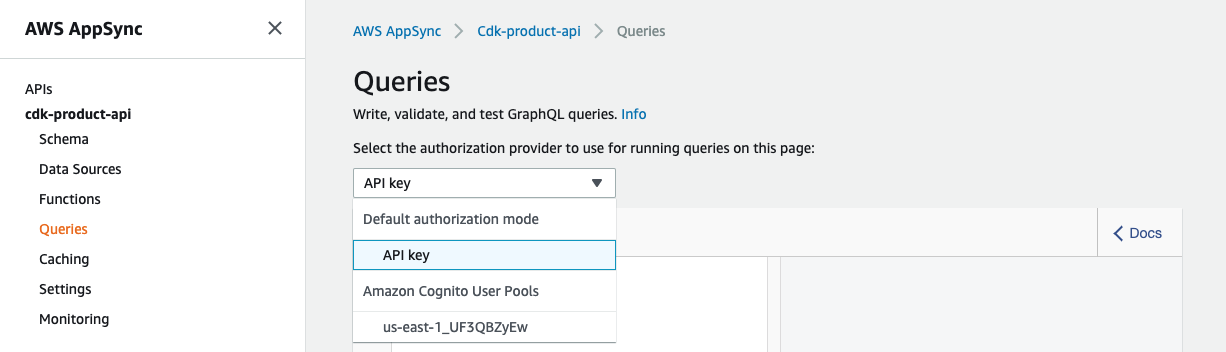 AWS AppSync
APIs
cdk-product-api
Schema
Data Sources
Functions
Queries
Caching
Settings
Monitoring
AWS AppSync > Cdk-product-api > Queries
Queries
Write, validate, and test GraphQL queries. Info
Select the authorization provider to use for running queries on this page:
API key
Default authorization mode
API key
Amazon Cognito User Pools
us-east-1_UF3QBZyEw
Docs